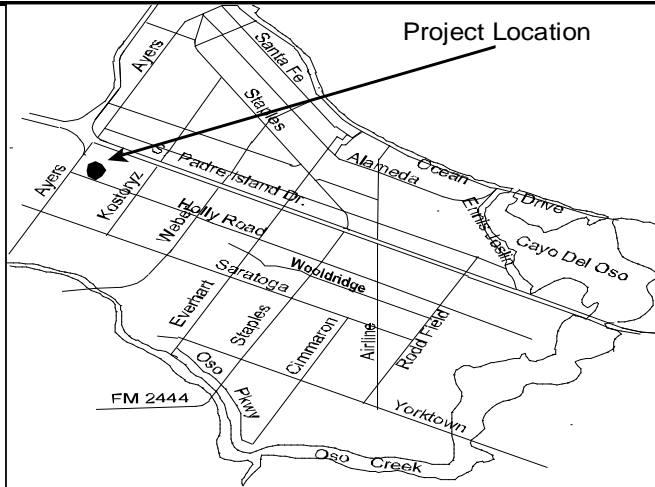 Project Location
Santa Fe
Ayers
Staples
S
Padre Island Dr.
Alameda
Ocean
Drive
Ennis Joslin
Cayo Del Oso
Ayers
Kostoryz
Weber
Holly Road
Wooldridge
Saratoga
Everhart
Staples
Cimmaron
Airline
Rodd Field
Oso
Pkwy
FM 2444
Yorktown
Oso Creek